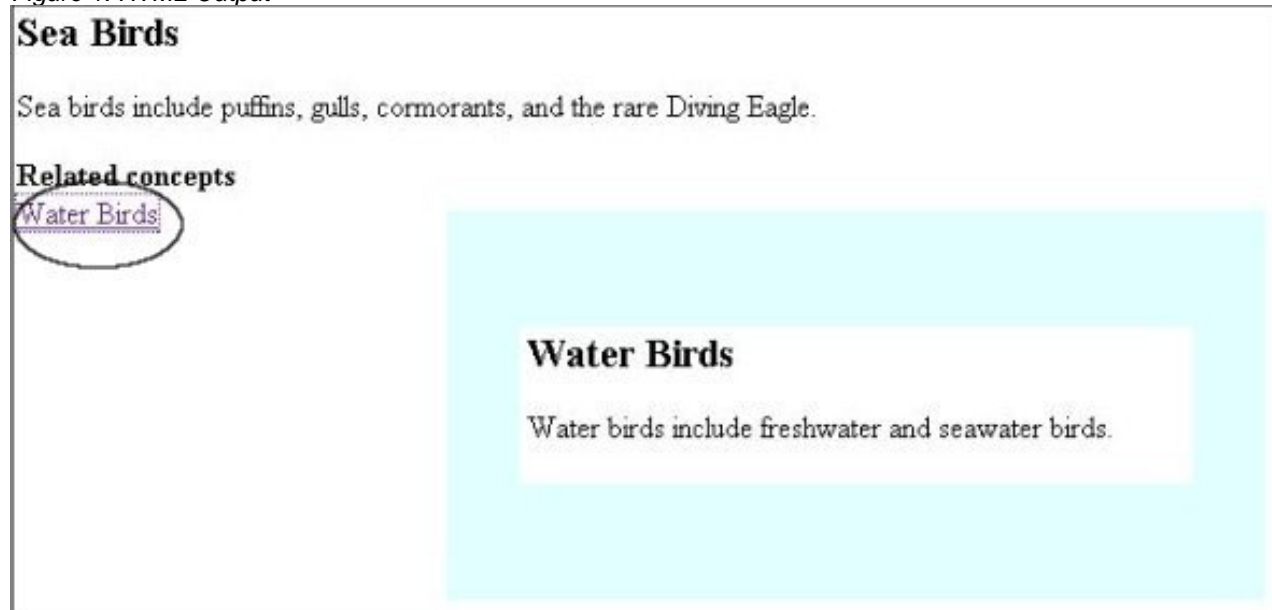 Sea Birds
Sea birds include puffins, gulls, cormorants, and the rare Diving Eagle.
Related concepts
Water Birds
Water Birds
Water birds include freshwater and seawater birds.